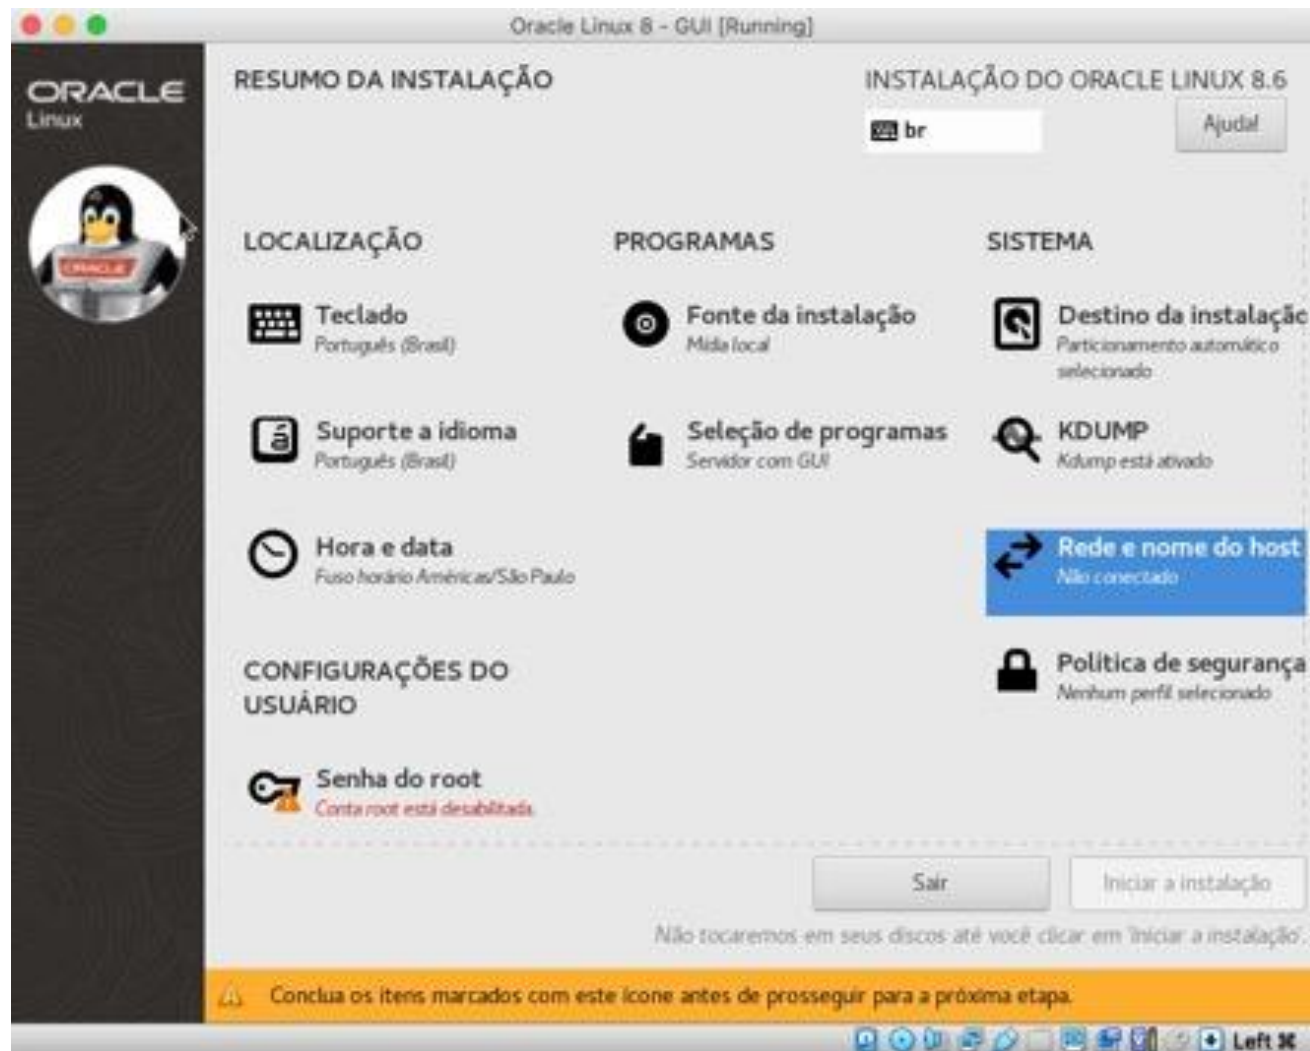 Oracle Linux 8 - GUI [Running]
ORACLE
Linux
RESUMO DA INSTALAÇÃO
INSTALAÇÃO DO ORACLE LINUX 8.6
br
Ajuda!
LOCALIZAÇÃO
Teclado
Português (Brasil)
Suporte a idioma
Português (Brasil)
Hora e data
Fuso horário Américas/São Paulo
PROGRAMAS
Fonte da instalação
Mídia local
Seleção de programas
Servidor com GUI
SISTEMA
Destino da instalação
Particionamento automático
selecionado
KDUMP
Kdump está ativado
Rede e nome do host
Não conectado
Política de segurança
Nenhum perfil selecionado
CONFIGURAÇÕES DO
USUÁRIO
Senha do root
Conta root está desabilitada.
ORACLE
Sair
Iniciar a instalação
Não tocaremos em seus discos até você clicar em 'Iniciar a instalação'.
Conclua os itens marcados com este ícone antes de prosseguir para a próxima etapa.
Left ⌘